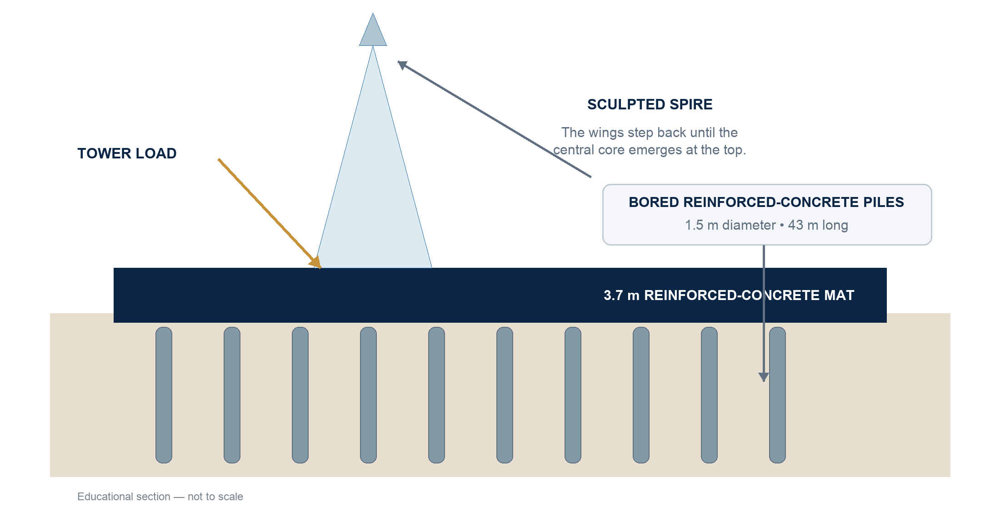 SCULPTED SPIRE
The wings step back until the
central core emerges at the top.
TOWER LOAD
BORED REINFORCED-CONCRETE PILES
1.5 m diameter • 43 m long
3.7 m REINFORCED-CONCRETE MAT
Educational section — not to scale